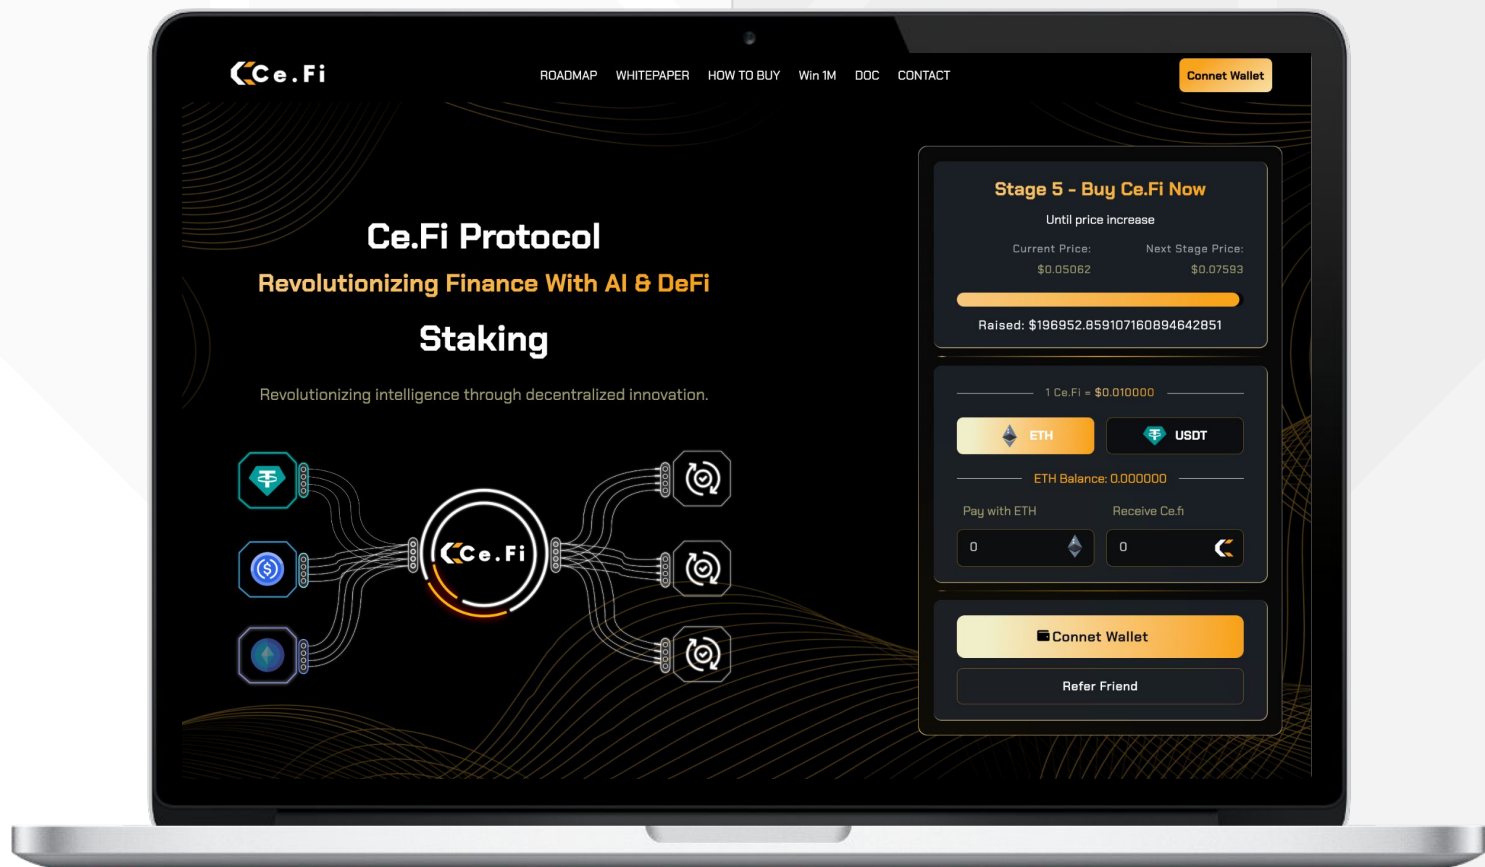 Ce.Fi
ROADMAP WHITEPAPER HOW TO BUY Win 1M DOC CONTACT
Connet Wallet
Ce.Fi Protocol
Revolutionizing Finance With AI & DeFi
Staking
Revolutionizing intelligence through decentralized innovation.
Ce.Fi
Stage 5 - Buy Ce.Fi Now
Until price increase
Current Price: Next Stage Price:
$0.05062 $0.07593
Raised: $196952.859107160894642851
1 Ce.Fi = $0.010000
ETH USDT
ETH Balance: 0.000000
Pay with ETH Receive Ce.fi
0 0
Connet Wallet
Refer Friend